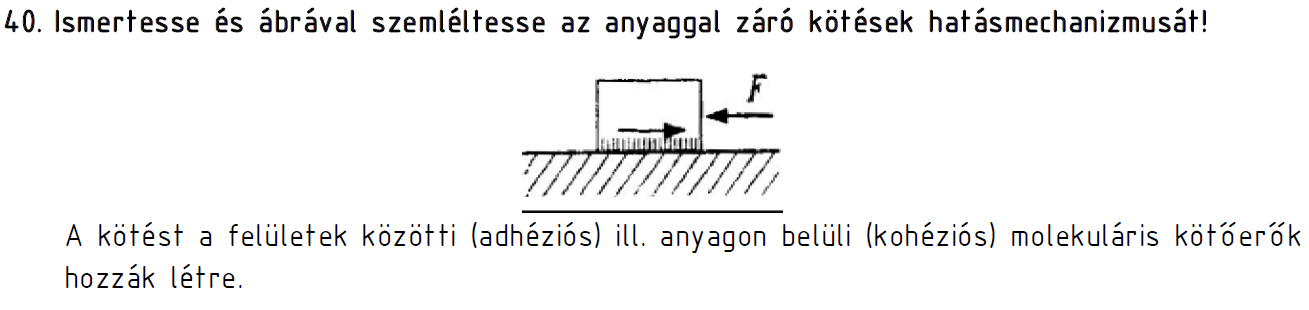 40. Ismertesse és ábrával szemléltesse az anyaggal záró kötések hatásmechanizmusát!
F
A kötést a felületek közötti (adhéziós) ill. anyagon belüli (kohéziós) molekuláris kötőerők
hozzák létre.